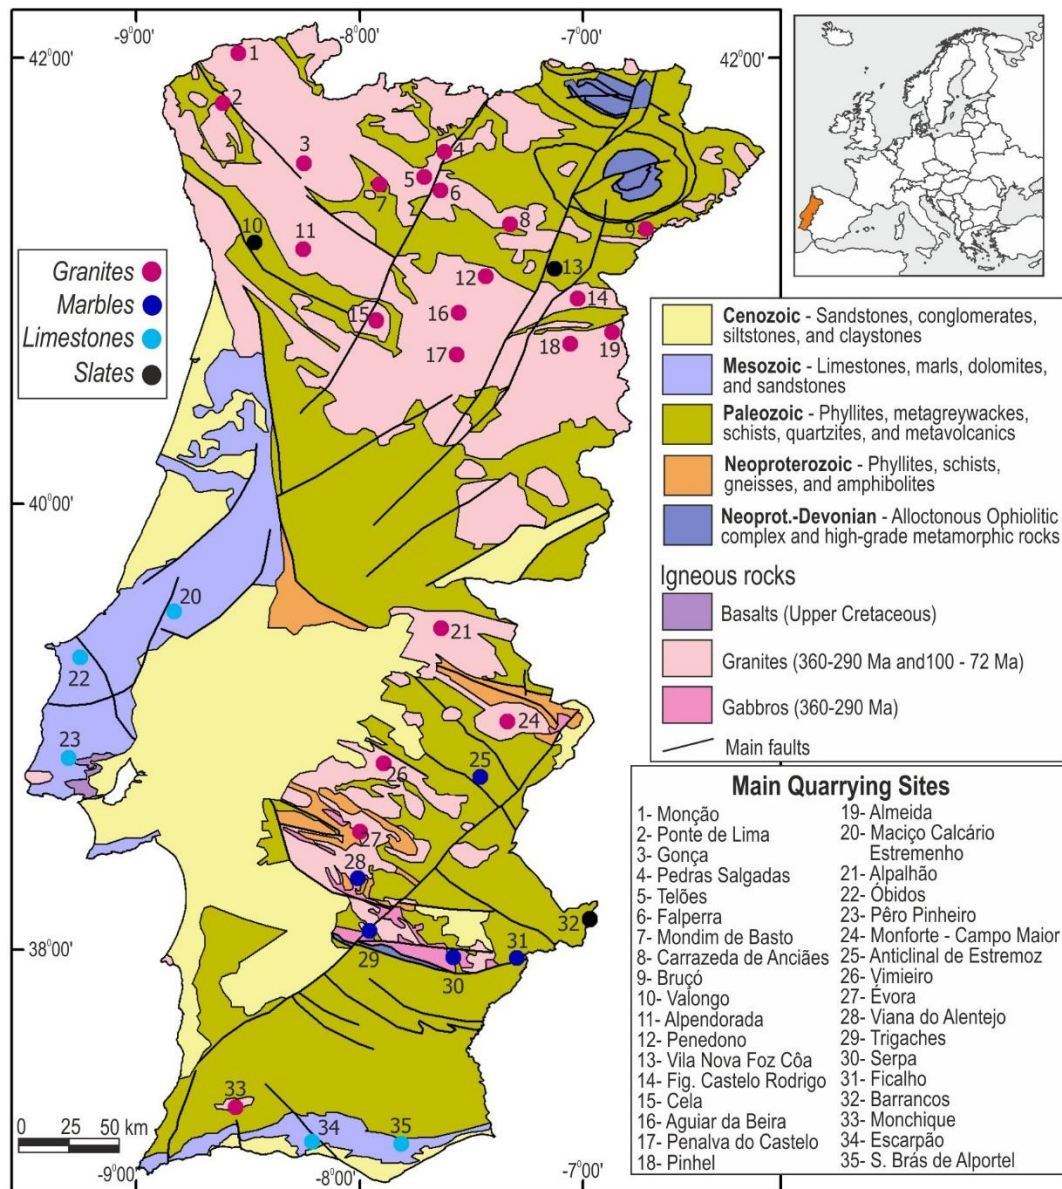 -9°00'
-8°00'
-7°00'
42°00'
42°00'
1
2
3
4
5
6
7
8
9
10
11
12
13
14
15
16
17
18
19
Granites
Marbles
Limestones
Slates
Cenozoic - Sandstones, conglomerates,
siltstones, and claystones
Mesozoic - Limestones, marls, dolomites,
and sandstones
Paleozoic - Phyllites, metagreywackes,
schists, quartzites, and metavolcanics
Neoproterozoic - Phyllites, schists,
gneisses, and amphibolites
Neoprot.-Devonian - Alloctonous Ophiolitic
complex and high-grade metamorphic rocks
Igneous rocks
Basalts (Upper Cretaceous)
Granites (360-290 Ma and100 - 72 Ma)
Gabbros (360-290 Ma)
Main faults
40°00'
20
21
22
23
24
25
26
27
28
29
30
31
32
38°00'
33
34
35
0 25 50 km
-9°00'
-8°00'
-7°00'
Main Quarrying Sites
1- Monção
2- Ponte de Lima
3- Gonça
4- Pedras Salgadas
5- Telões
6- Falperra
7- Mondim de Basto
8- Carrazeda de Anciães
9- Bruçó
10- Valongo
11- Alpendorada
12- Penedono
13- Vila Nova Foz Côa
14- Fig. Castelo Rodrigo
15- Cela
16- Aguiar da Beira
17- Penalva do Castelo
18- Pinhel
19- Almeida
20- Maciço Calcário
Estremenho
21- Alpalhão
22- Óbidos
23- Pêro Pinheiro
24- Monforte - Campo Maior
25- Anticlinal de Estremoz
26- Vimieiro
27- Évora
28- Viana do Alentejo
29- Trigaches
30- Serpa
31- Ficalho
32- Barrancos
33- Monchique
34- Escarpão
35- S. Brás de Alportel